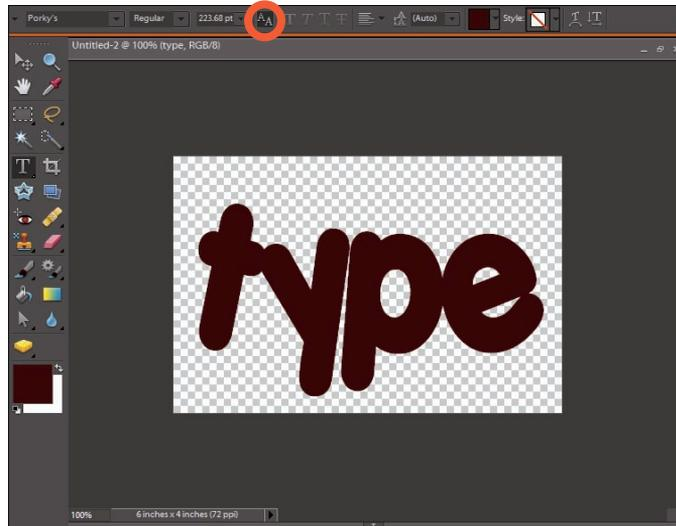 Porky's Regular 223.68 pt AA T T T T (Auto) Style:
Untitled-2 @ 100% (type, RGB/8)
T
type
100% 6 inches x 4 inches (72 ppi)